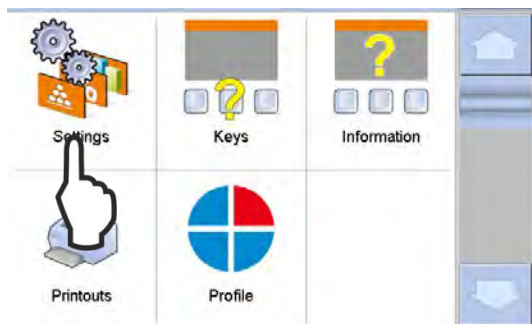 Settings
Keys
Information
Printouts
Profile